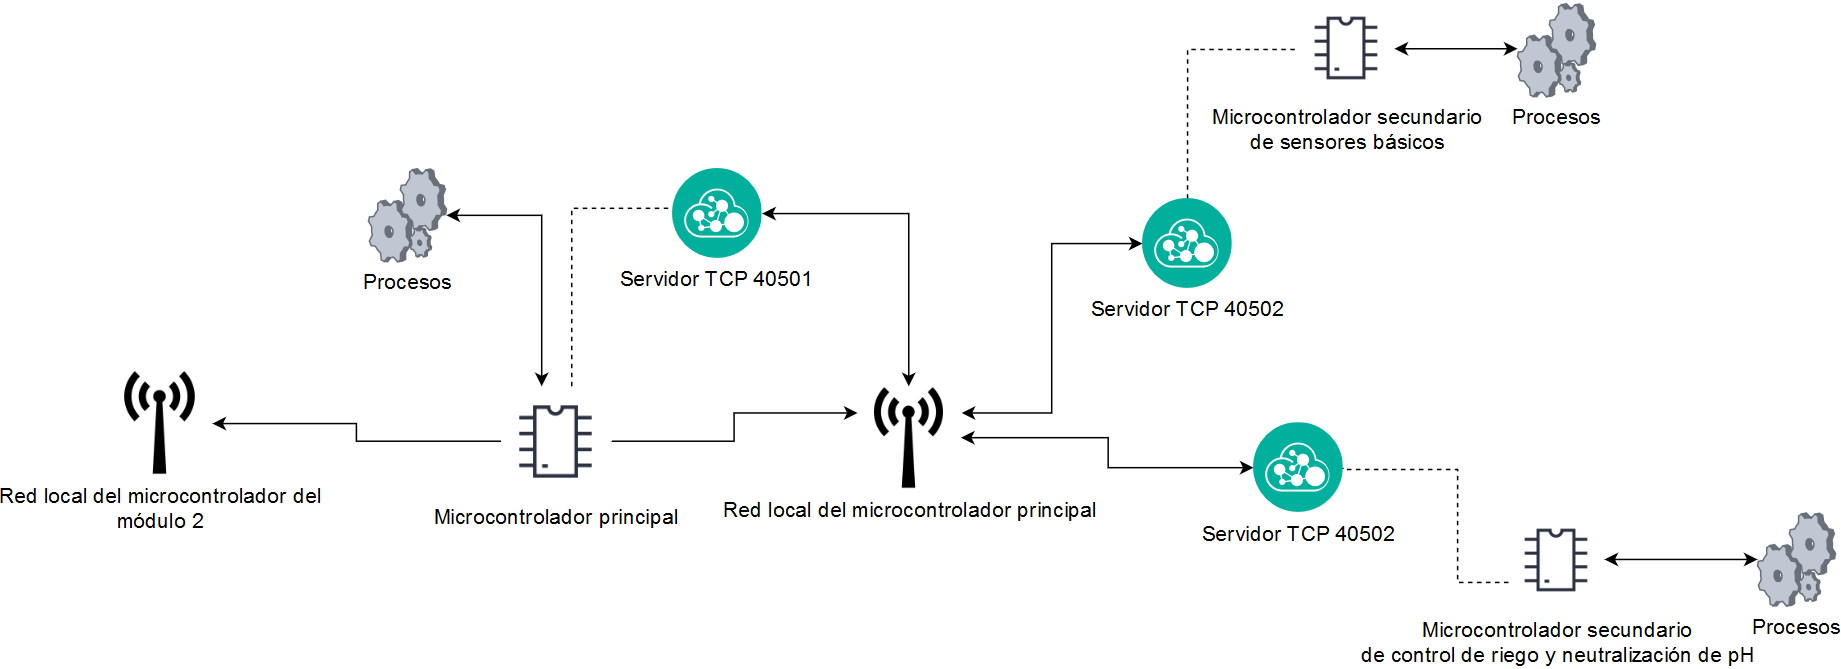 Microcontrolador secundario
de sensores básicos
Procesos
Procesos
Servidor TCP 40501
Servidor TCP 40502
Red local del microcontrolador del
módulo 2
Microcontrolador principal
Red local del microcontrolador principal
Servidor TCP 40502
Microcontrolador secundario
de control de riego y neutralización de pH
Procesos